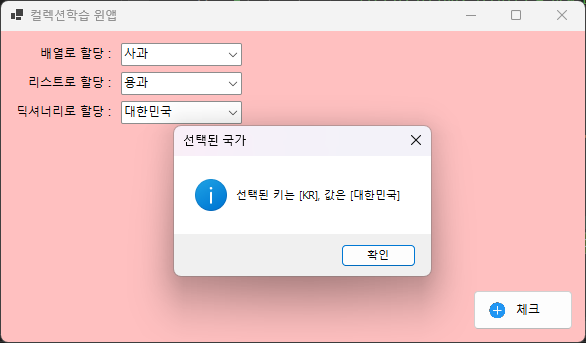 컬렉션학습 윈앱
배열로 할당 : 사과
리스트로 할당 : 용과
딕셔너리로 할당 : 대한민국
선택된 국가
선택된 키는 [KR], 값은 [대한민국]
확인
체크